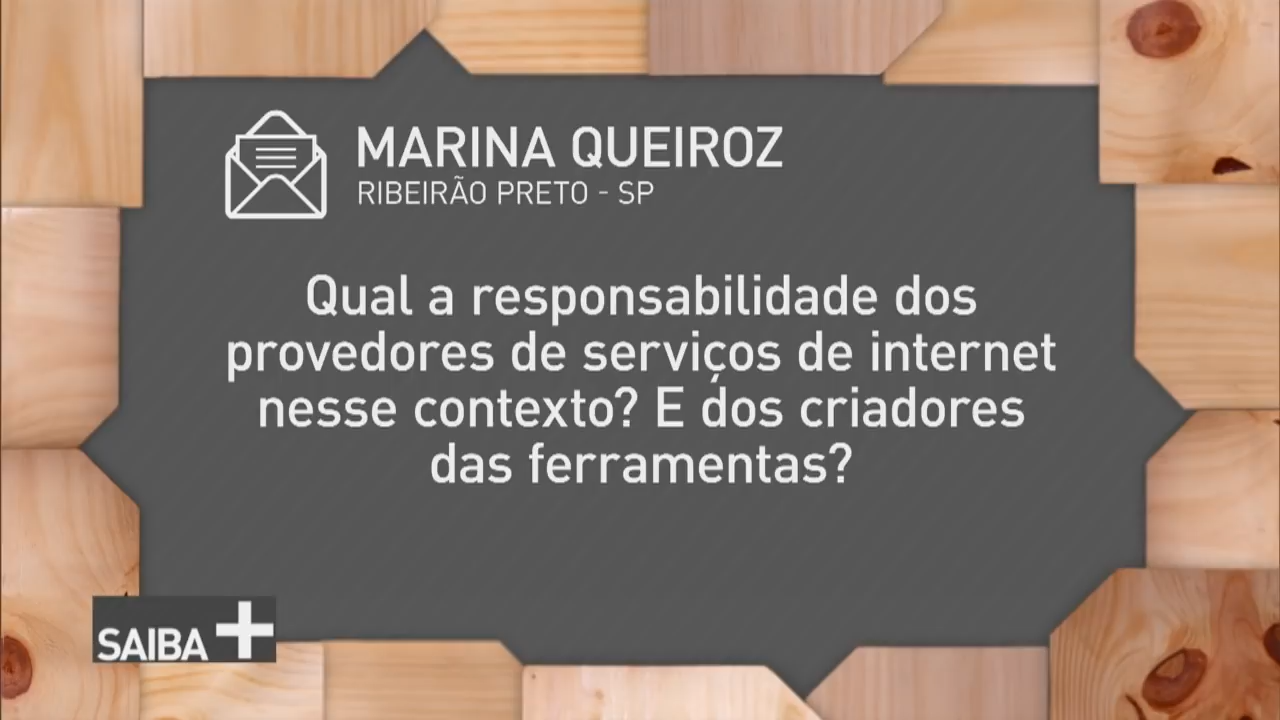 MARINA QUEIROZ
RIBEIRÃO PRETO - SP
Qual a responsabilidade dos
provedores de serviços de internet
nesse contexto? E dos criadores
das ferramentas?
SAIBA+